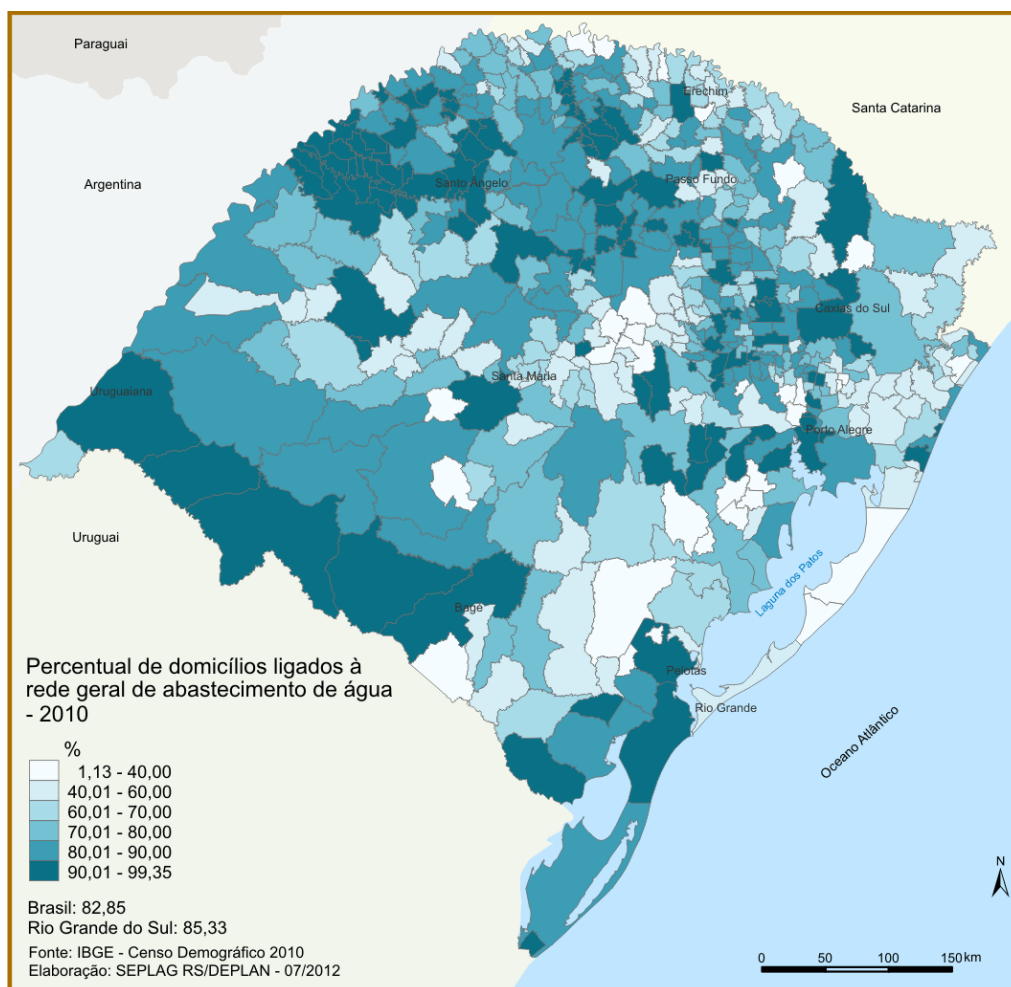 Paraguai
Santa Catarina
Argentina
Erechim
Santo Ângelo
Passo Fundo
Caxias do Sul
Uruguaiana
Santa Maria
Porto Alegre
Uruguai
Laguna dos Patos
Bagé
Pelotas
Rio Grande
Oceano Atlântico
Percentual de domicílios ligados à
rede geral de abastecimento de água
- 2010
%
1,13 - 40,00
40,01 - 60,00
60,01 - 70,00
70,01 - 80,00
80,01 - 90,00
90,01 - 99,35
Brasil: 82,85
Rio Grande do Sul: 85,33
Fonte: IBGE - Censo Demográfico 2010
Elaboração: SEPLAG RS/DEPLAN - 07/2012
N
0 50 100 150 km